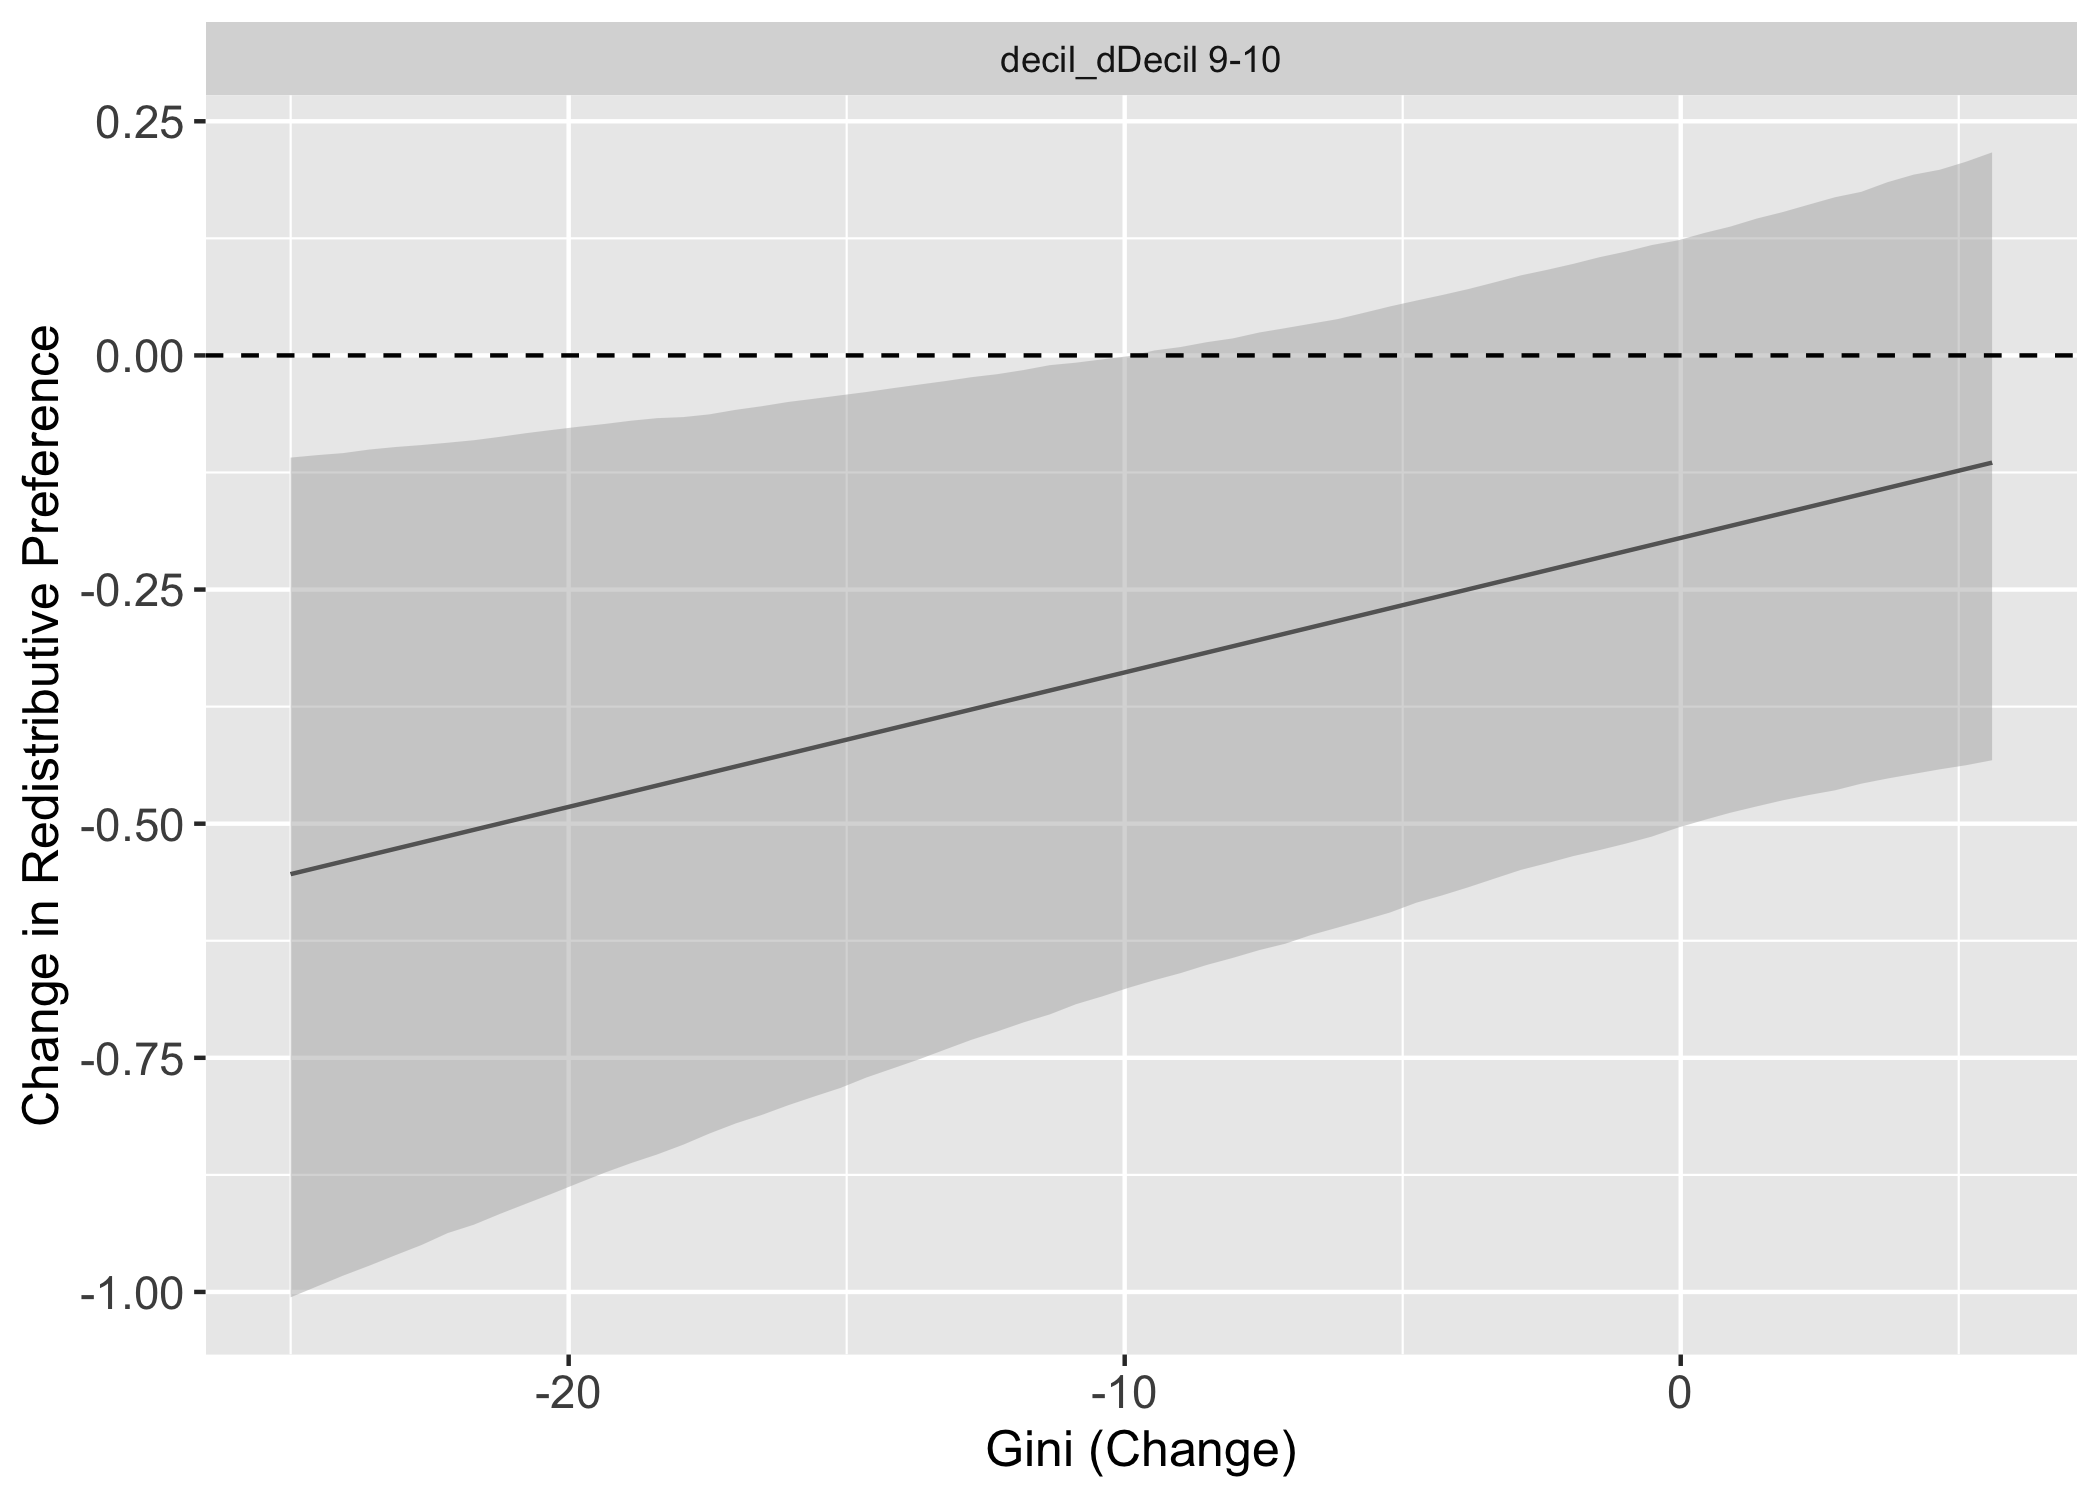 decil_dDecil 9-10
0.25
0.00
-0.25
-0.50
-0.75
-1.00
Change in Redistributive Preference
-20 -10 0
Gini (Change)